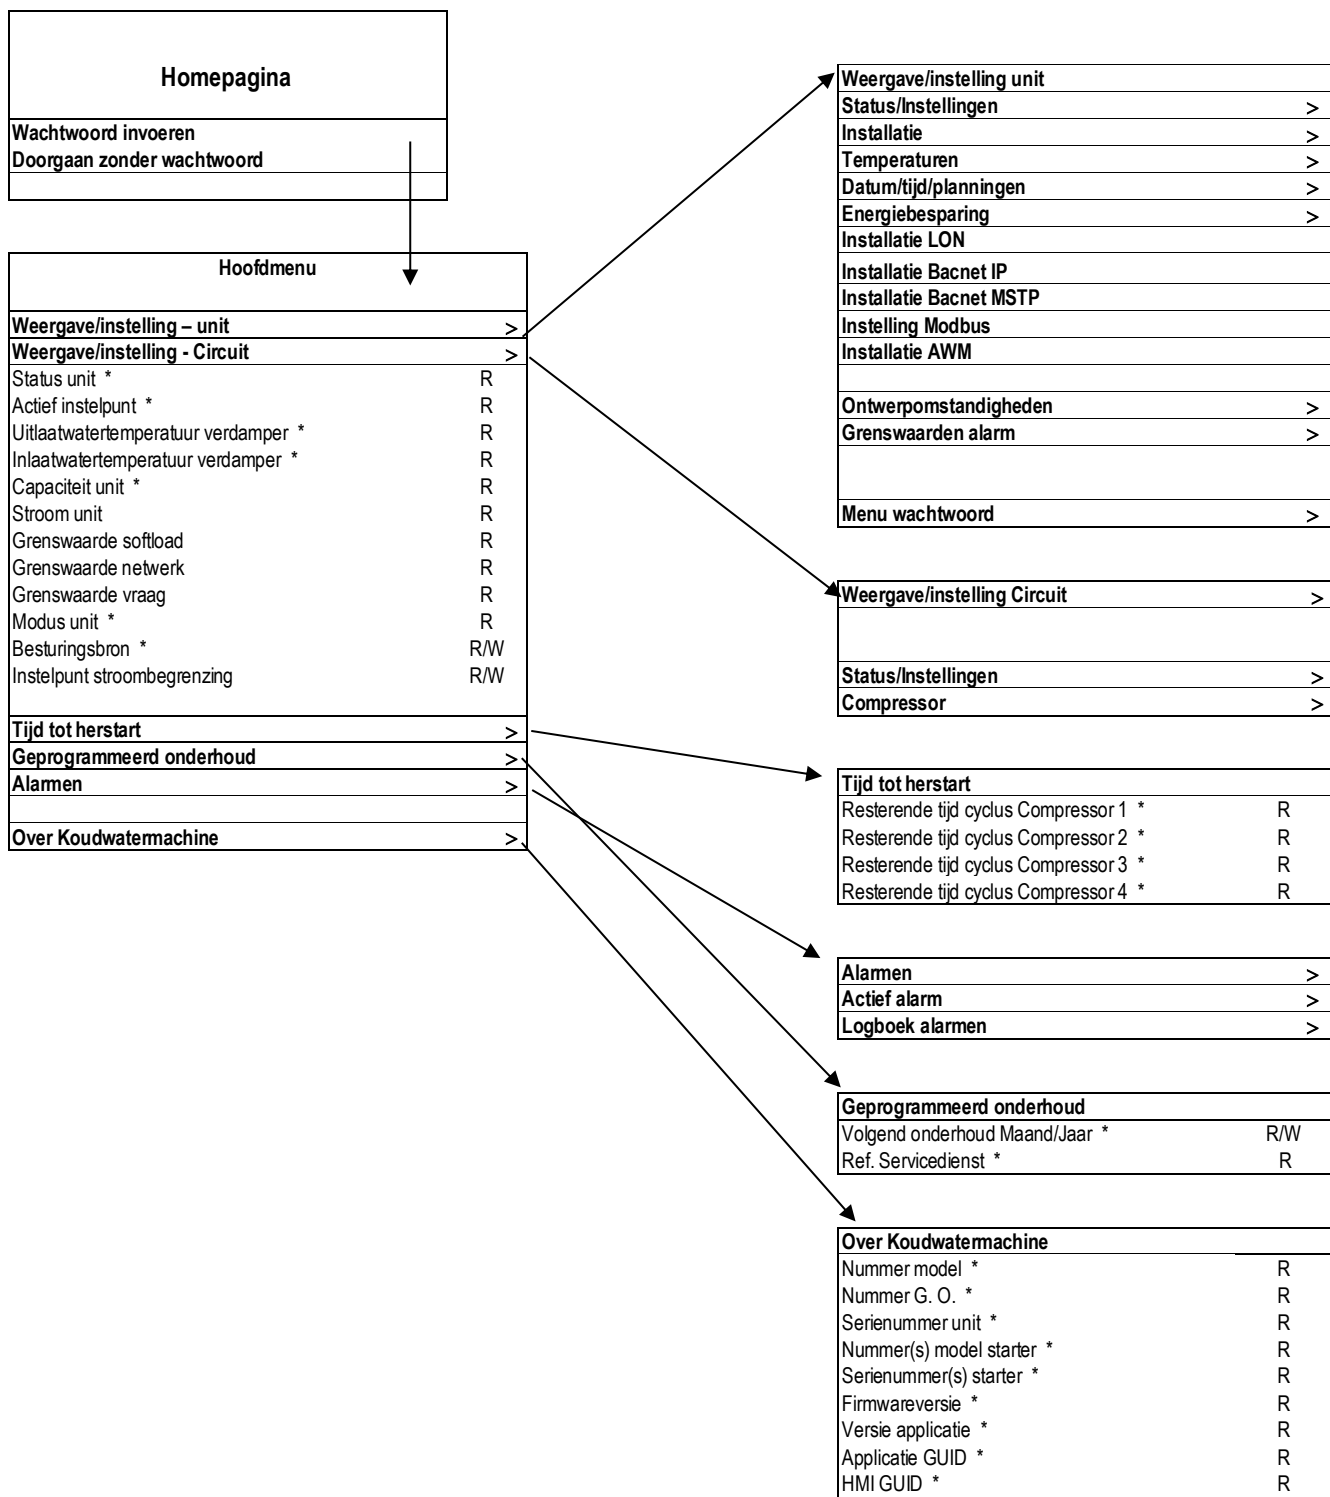 Homepagina
Wachtwoord invoeren
Doorgaan zonder wachtwoord
Hoofdmenu
Weergave/instelling – unit >
Weergave/instelling - Circuit >
Status unit * R
Actief instelpunt * R
Uitlaatwatertemperatuur verdamper * R
Inlaatwatertemperatuur verdamper * R
Capaciteit unit * R
Stroom unit R
Grenswaarde softload R
Grenswaarde netwerk R
Grenswaarde vraag R
Modus unit * R
Besturingsbron * R/W
Instelpunt stroombegrenzing R/W
Tijd tot herstart >
Geprogrammeerd onderhoud >
Alarmen >
Over Koudwatermachine >
Weergave/instelling unit
Status/Instellingen >
Installatie >
Temperaturen >
Datum/tijd/planningen >
Energiebesparing >
Installatie LON
Installatie Bacnet IP
Installatie Bacnet MSTP
Instelling Modbus
Installatie AWM
Ontwerpomstandigheden >
Grenswaarden alarm >
Menu wachtwoord >
Weergave/instelling Circuit >
Status/Instellingen >
Compressor >
Tijd tot herstart
Resterende tijd cyclus Compressor 1 * R
Resterende tijd cyclus Compressor 2 * R
Resterende tijd cyclus Compressor 3 * R
Resterende tijd cyclus Compressor 4 * R
Alarmen >
Actief alarm >
Logboek alarmen >
Geprogrammeerd onderhoud
Volgend onderhoud Maand/Jaar * R/W
Ref. Servicedienst * R
Over Koudwatermachine
Nummer model * R
Nummer G. O. * R
Serienummer unit * R
Nummer(s) model starter * R
Serienummer(s) starter * R
Firmwareversie * R
Versie applicatie * R
Applicatie GUID * R
HMI GUID * R